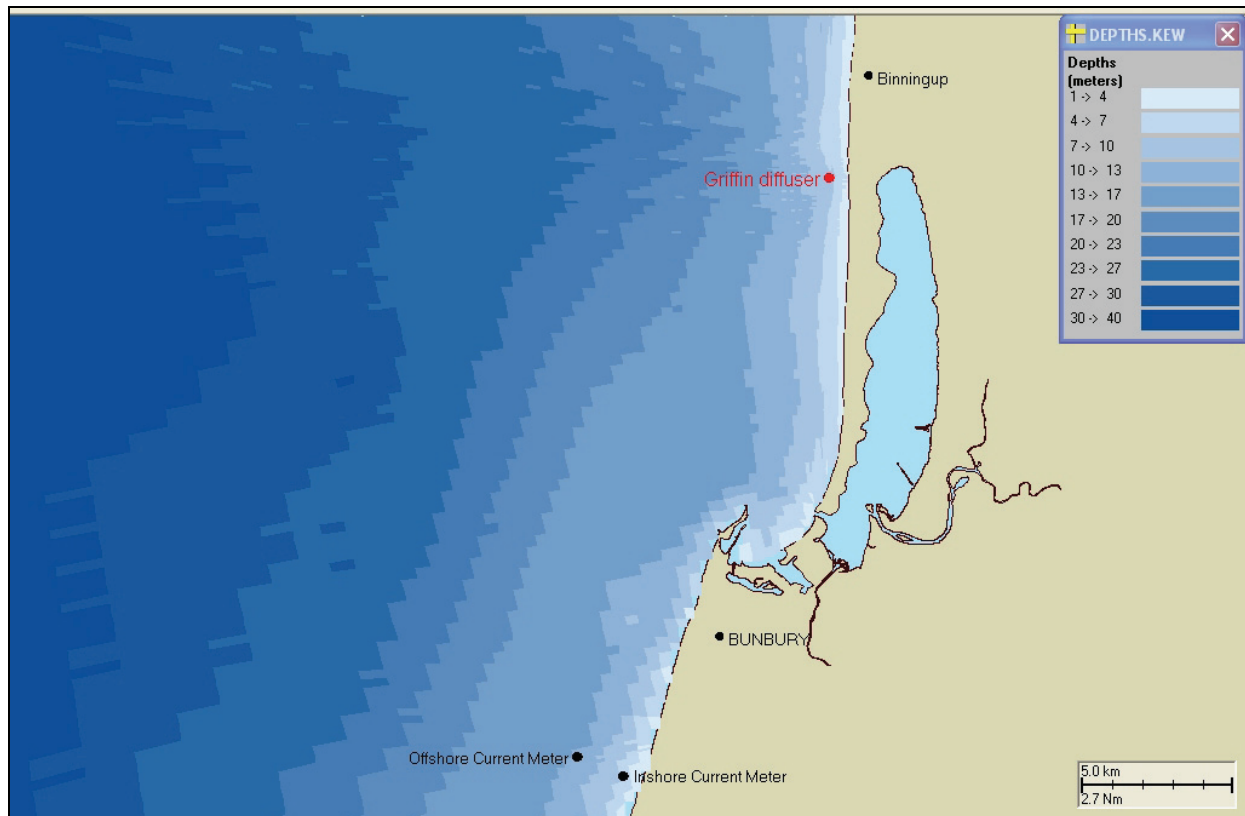 DEPTHS.KEW
Depths
(meters)
1 -> 4
4 -> 7
7 -> 10
10 -> 13
13 -> 17
17 -> 20
20 -> 23
23 -> 27
27 -> 30
30 -> 40
Binningup
Griffin diffuser
BUNBURY
Offshore Current Meter
Inshore Current Meter
5.0 km
2.7 Nm